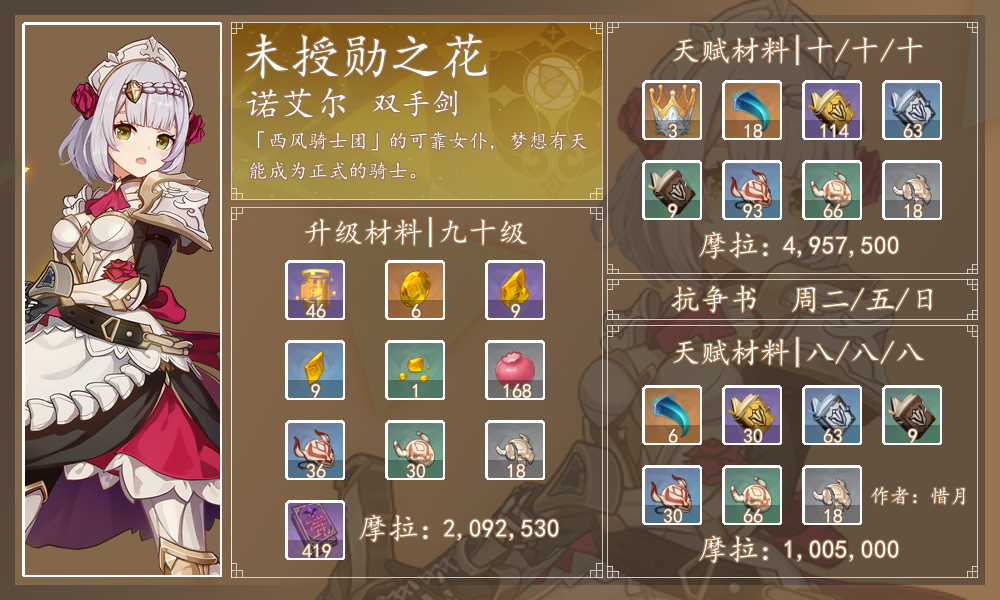 未授勋之花
诺艾尔 双手剑
「西风骑士团」的可靠女仆，梦想有天
能成为正式的骑士。
升级材料|九十级
46 6 9
9 1 168
36 30 18
419 摩拉：2,092,530
天赋材料|十/十/十
3 18 114 63
9 93 66 18
摩拉：4,957,500
抗争书 周二/五/日
天赋材料|八/八/八
6 30 63 9
30 66 18 作者：惜月
摩拉：1,005,000